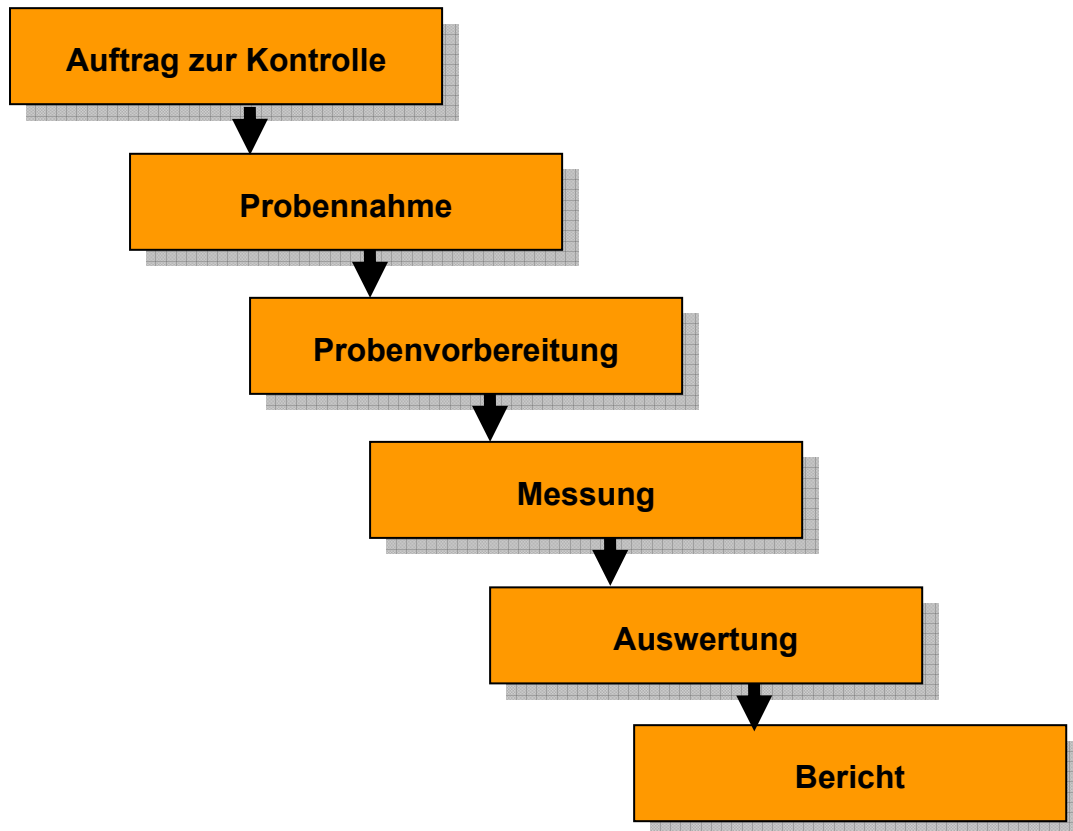 Auftrag zur Kontrolle
Probennahme
Probenvorbereitung
Messung
Auswertung
Bericht